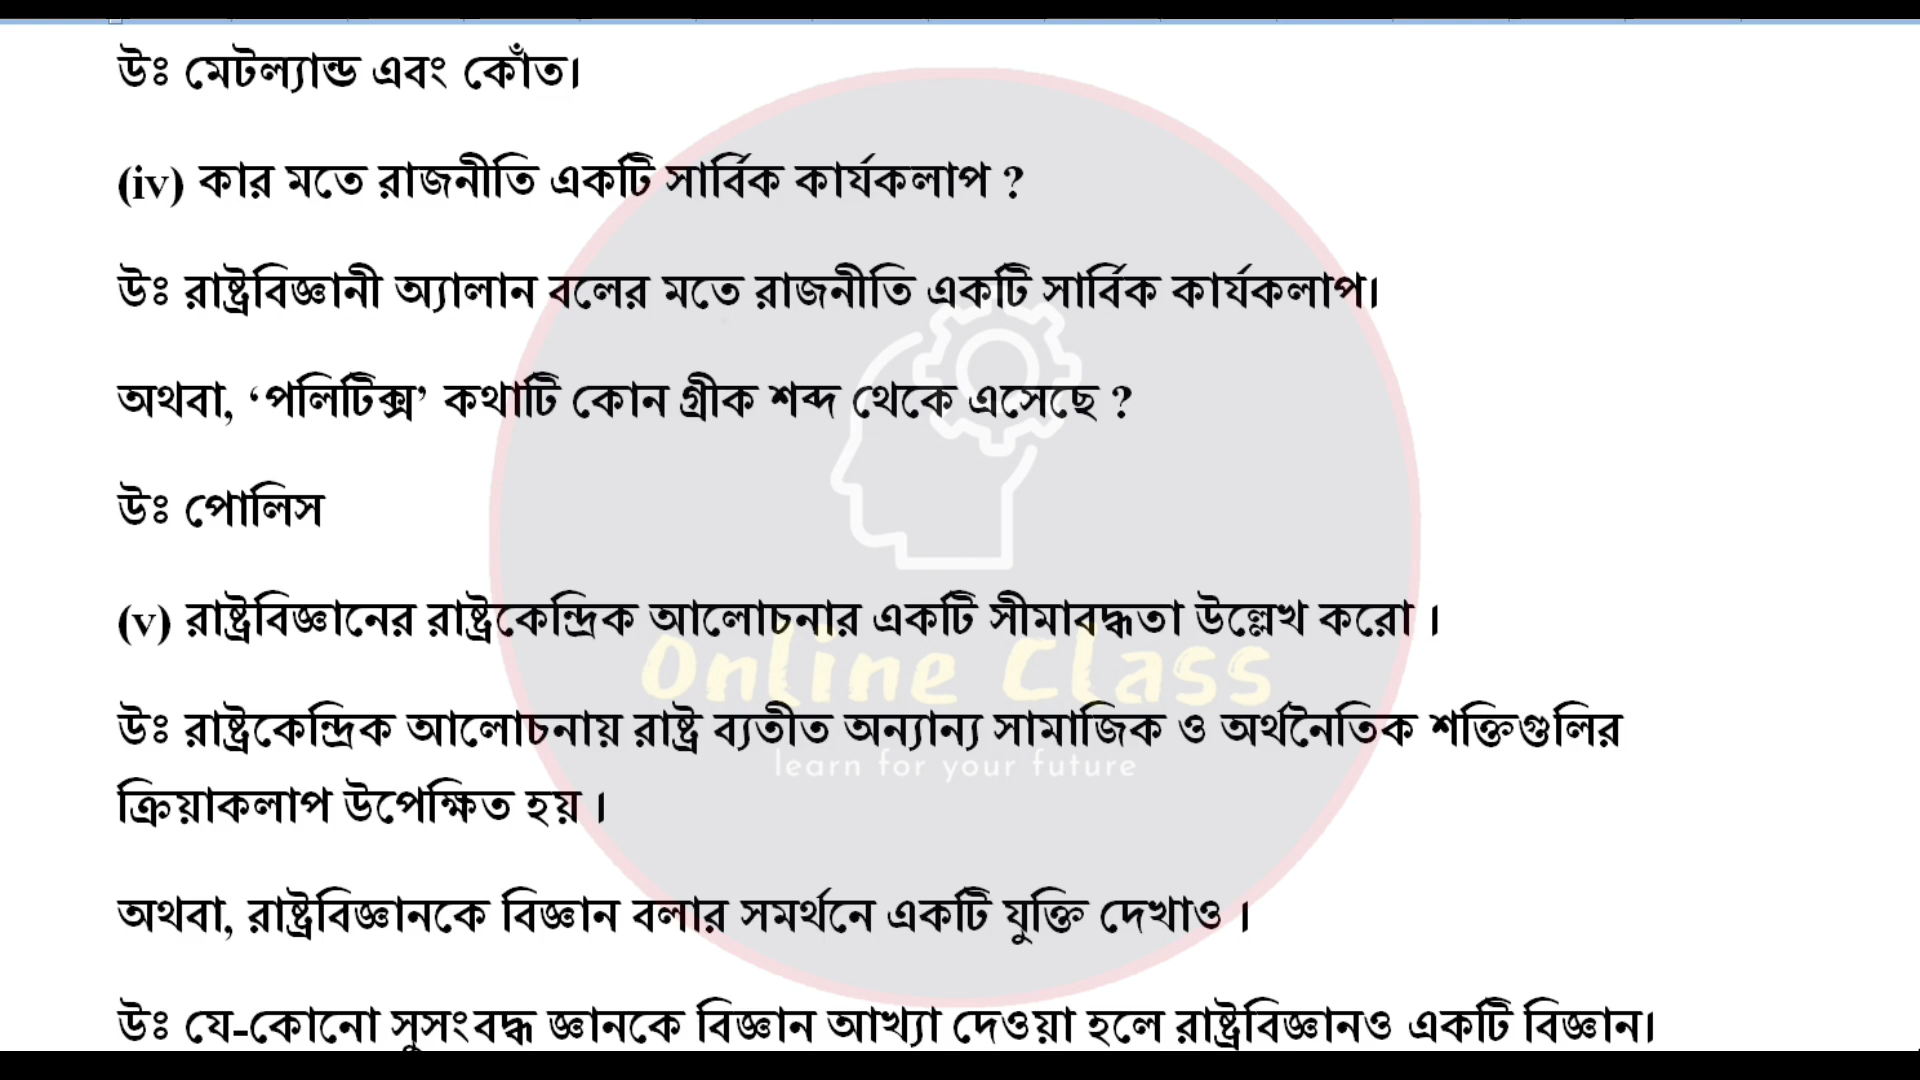 উঃ মেটল্যান্ড এবং কোঁত।
(iv) কার মতে রাজনীতি একটি সার্বিক কার্যকলাপ ?
উঃ রাষ্ট্রবিজ্ঞানী অ্যালান বলের মতে রাজনীতি একটি সার্বিক কার্যকলাপ।
অথবা, ‘পলিটিক্স’ কথাটি কোন গ্রীক শব্দ থেকে এসেছে ?
উঃ পোলিস
(v) রাষ্ট্রবিজ্ঞানের রাষ্ট্রকেন্দ্রিক আলোচনার একটি সীমাবদ্ধতা উল্লেখ করো ।
Online Class
উঃ রাষ্ট্রকেন্দ্রিক আলোচনায় রাষ্ট্র ব্যতীত অন্যান্য সামাজিক ও অর্থনৈতিক শক্তিগুলির
learn for your future
ক্রিয়াকলাপ উপেক্ষিত হয় ।
অথবা, রাষ্ট্রবিজ্ঞানকে বিজ্ঞান বলার সমর্থনে একটি যুক্তি দেখাও ।
উঃ যে-কোনো সুসংবদ্ধ জ্ঞানকে বিজ্ঞান আখ্যা দেওয়া হলে রাষ্ট্রবিজ্ঞানও একটি বিজ্ঞান।